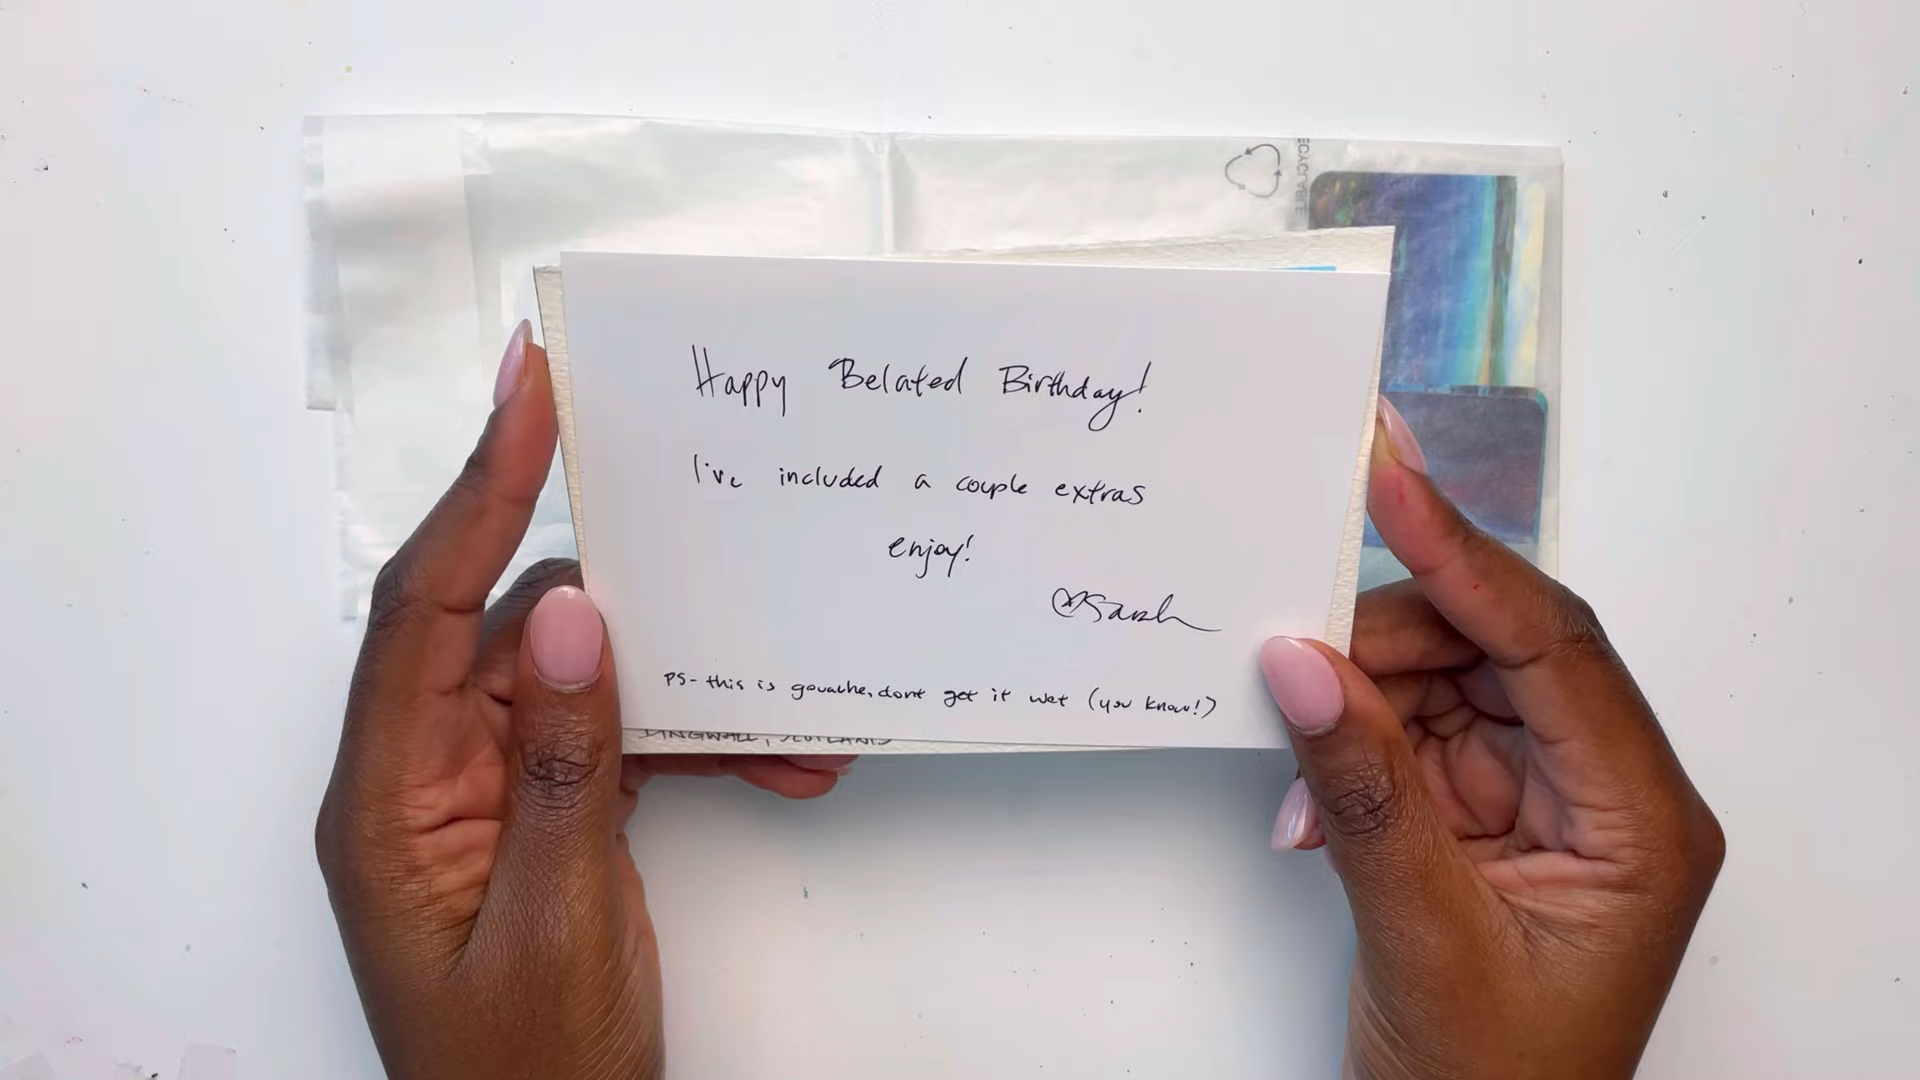 RECYCLABLE
Happy Belated Birthday!
I've included a couple extras
enjoy!
♡Sarah
PS- this is gouache, dont get it wet (you know!)
DINGWALL, SCOTLAND